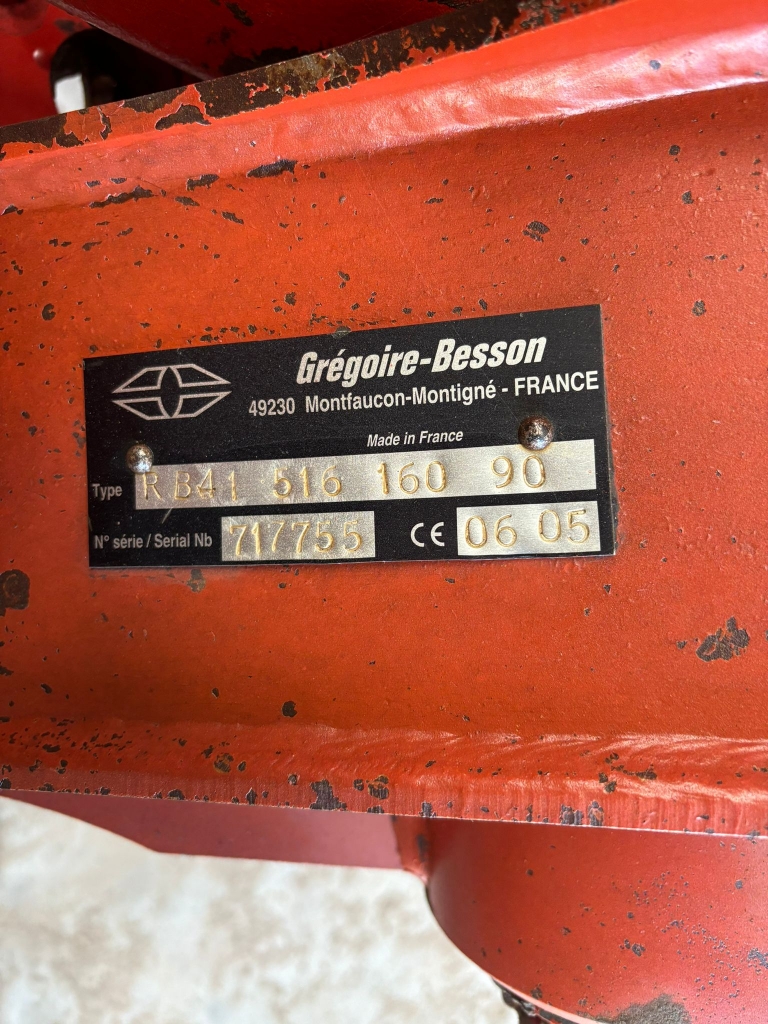 Grégoire-Besson
49230 Montfaucon-Montigné - FRANCE
Made in France
Type RB41 516 160 90
N° série / Serial Nb 717755 CE 06 05